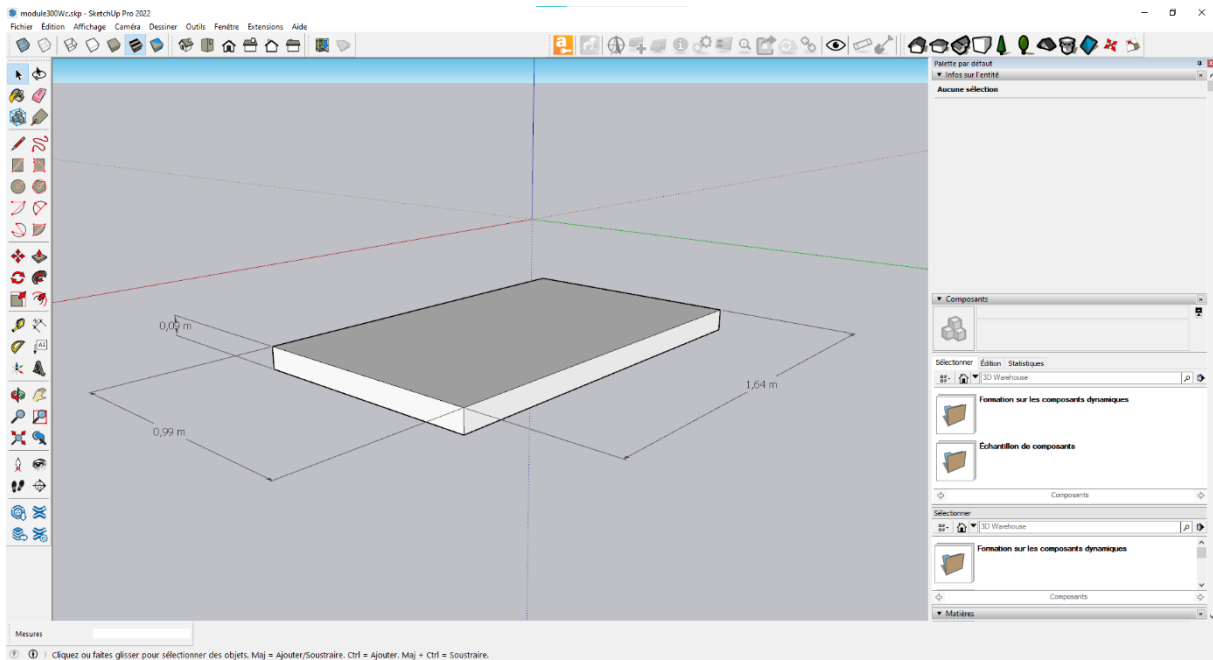 module300Wc.skp - SketchUp Pro 2022
Fichier Édition Affichage Caméra Dessiner Outils Fenêtre Extensions Aide
Palette par défaut
Infos sur l'entité
Aucune sélection
0,09 m
0,99 m
1,64 m
Composants
Sélectionner Édition Statistiques
3D Warehouse
Formation sur les composants dynamiques
Échantillon de composants
Composants
Sélectionner
3D Warehouse
Formation sur les composants dynamiques
Composants
Matières
Mesures
Cliquez ou faites glisser pour sélectionner des objets. Maj = Ajouter/Soustraire. Ctrl = Ajouter. Maj + Ctrl = Soustraire.